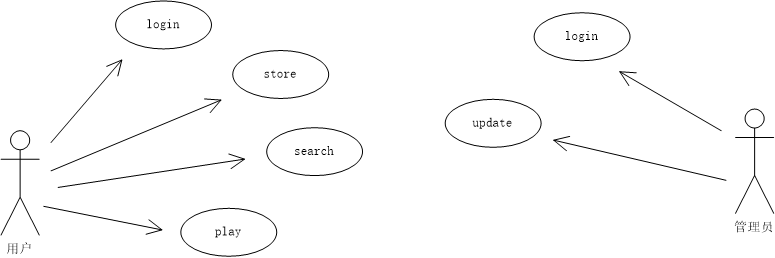 login
store
search
play
用户
login
update
管理员